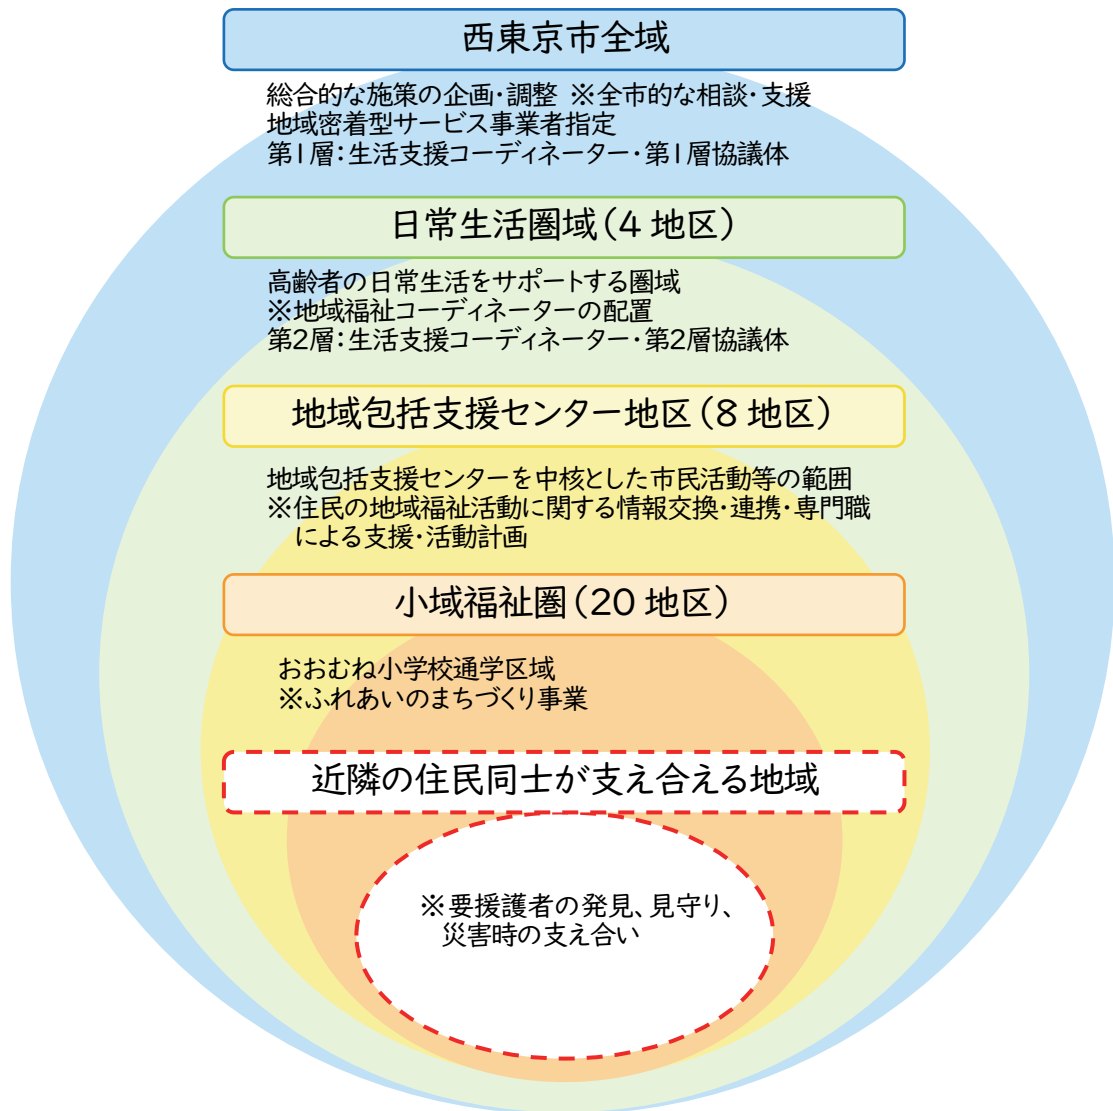 西東京市全域
総合的な施策の企画・調整 ※全市的な相談・支援
地域密着型サービス事業者指定
第1層：生活支援コーディネーター・第1層協議体
日常生活圏域（4 地区）
高齢者の日常生活をサポートする圏域
※地域福祉コーディネーターの配置
第2層：生活支援コーディネーター・第2層協議体
地域包括支援センター地区（8 地区）
地域包括支援センターを中核とした市民活動等の範囲
※住民の地域福祉活動に関する情報交換・連携・専門職
による支援・活動計画
小域福祉圏（20 地区）
おおむね小学校通学区域
※ふれあいのまちづくり事業
近隣の住民同士が支え合える地域
※要援護者の発見、見守り、
災害時の支え合い